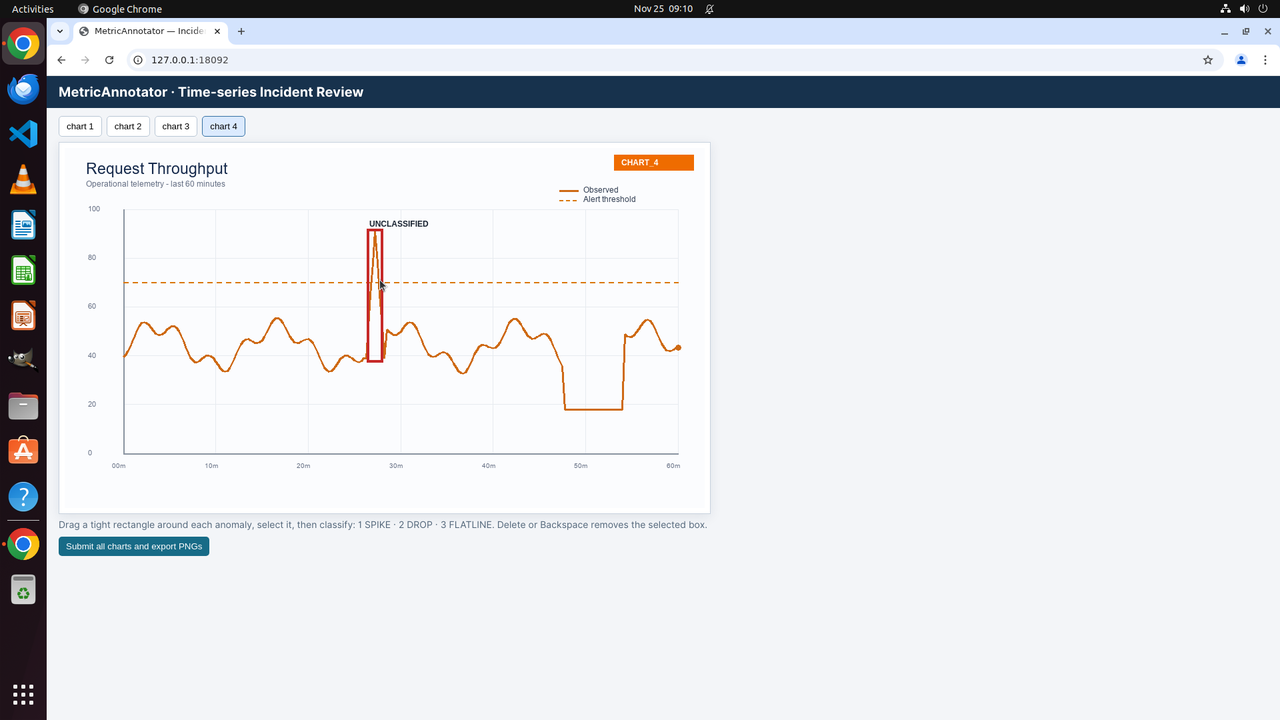 Activities
Google Chrome
Nov 25 09:10
MetricAnnotator — Incide
127.0.0.1:18092
MetricAnnotator · Time-series Incident Review
chart 1
chart 2
chart 3
chart 4
Request Throughput
Operational telemetry - last 60 minutes
CHART_4
Observed
Alert threshold
UNCLASSIFIED
100
80
60
40
20
0
00m
10m
20m
30m
40m
50m
60m
Drag a tight rectangle around each anomaly, select it, then classify: 1 SPIKE · 2 DROP · 3 FLATLINE. Delete or Backspace removes the selected box.
Submit all charts and export PNGs